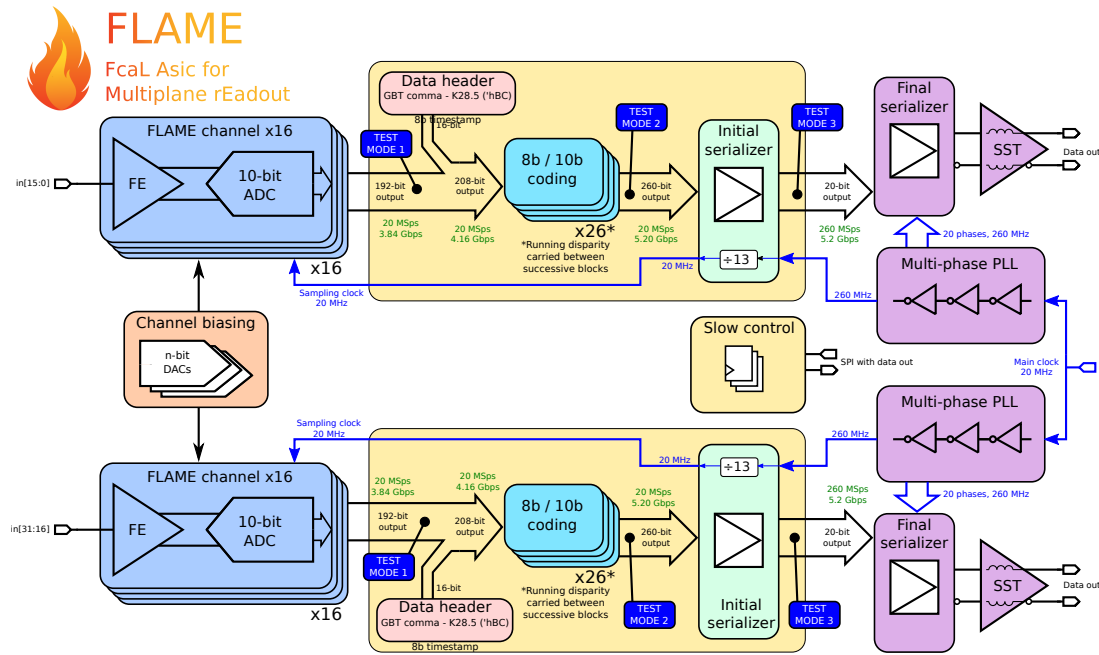 FLAME
FcaL Asic for
Multiplane rEadout
Data header
GBT comma - K28.5 ('hBC)
8b timestamp
16-bit
TEST
MODE 1
TEST
MODE 2
TEST
MODE 3
FLAME channel x16
FE
10-bit
ADC
in[15:0]
x16
192-bit
output
20 MSps
3.84 Gbps
208-bit
output
20 MSps
4.16 Gbps
8b / 10b
coding
x26*
*Running disparity
carried between
successive blocks
260-bit
output
20 MSps
5.20 Gbps
Initial
serializer
÷13
20-bit
output
260 MSps
5.2 Gbps
Final
serializer
SST
Data out
20 phases, 260 MHz
Multi-phase PLL
260 MHz
20 MHz
Sampling clock
20 MHz
Channel biasing
n-bit
DACs
Slow control
SPI with data out
Main clock
20 MHz
Multi-phase PLL
260 MHz
20 phases, 260 MHz
Sampling clock
20 MHz
20 MHz
÷13
FLAME channel x16
FE
10-bit
ADC
in[31:16]
x16
20 MSps
3.84 Gbps
192-bit
output
20 MSps
4.16 Gbps
208-bit
output
TEST
MODE 1
16-bit
Data header
GBT comma - K28.5 ('hBC)
8b timestamp
8b / 10b
coding
x26*
*Running disparity
carried between
successive blocks
20 MSps
5.20 Gbps
260-bit
output
TEST
MODE 2
Initial
serializer
260 MSps
5.2 Gbps
20-bit
output
TEST
MODE 3
Final
serializer
SST
Data out